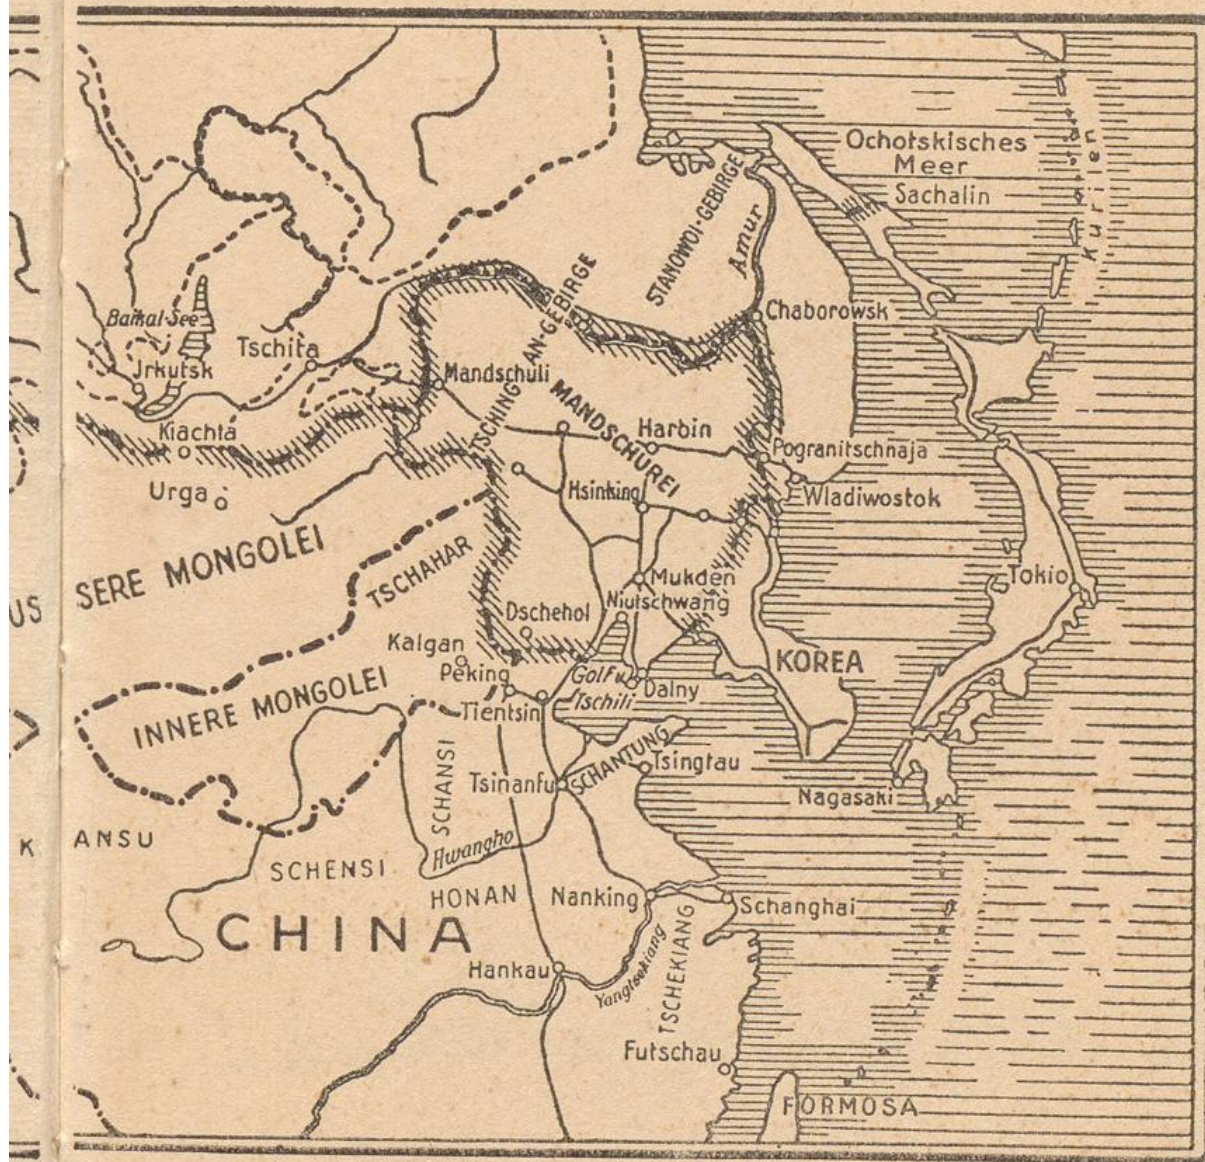 Ochotskisches
Meer
Sachalin
Kurilen
STANOWOI-GEBIRGE
Amur
Baikal-See
Tschita
Jrkutsk
Chaborowsk
TSCHINGAN-GEBIRGE
Mandschuli
MANDSCHUREI
Kiachta
Harbin
Pogranitschnaja
Urga
Hsinking
Wladiwostok
SERE MONGOLEI
TSCHAHAR
Mukden
Tokio
US
Niutschwang
Dschehol
Kalgan
KOREA
Peking
Golf v.
Tschili
Dalny
INNERE MONGOLEI
Tientsin
SCHANSI
SCHANTUNG
Tsingtau
Tsinanfu
Nagasaki
K
ANSU
Hwangho
SCHENSI
HONAN
Nanking
Schanghai
CHINA
Hankau
Yangtsekiang
TSCHEKIANG
Futschau
FORMOSA